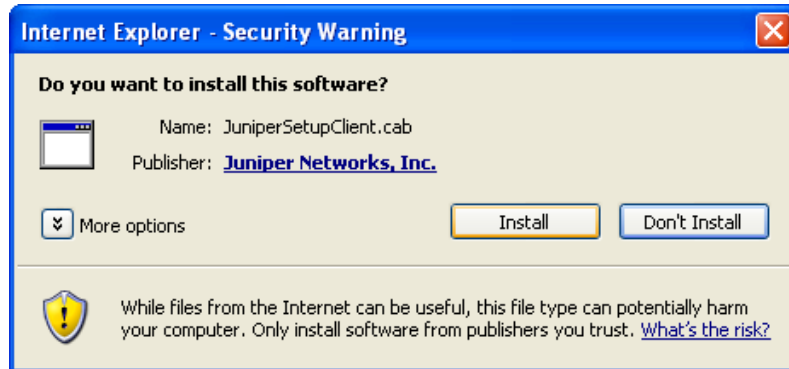 Internet Explorer - Security Warning
Do you want to install this software?
Name: JuniperSetupClient.cab
Publisher: Juniper Networks, Inc.
More options
Install
Don't Install
While files from the Internet can be useful, this file type can potentially harm
your computer. Only install software from publishers you trust. What's the risk?